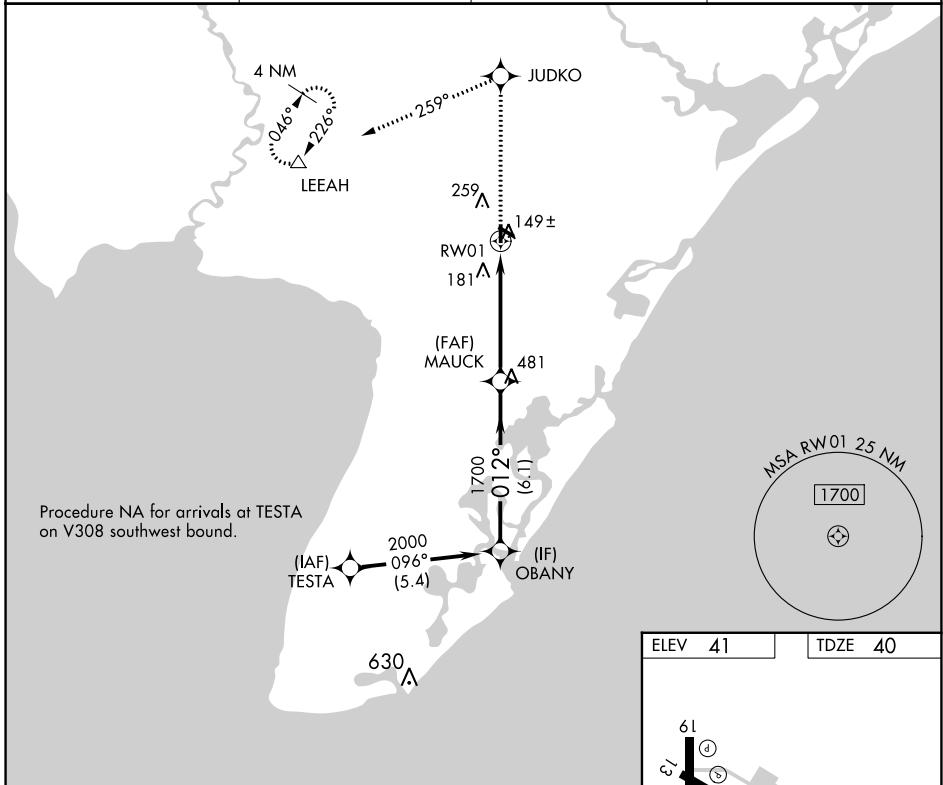 4 NM
046°
226°
LEEAH
259°
JUDKO
259
149±
RW01
181
(FAF)
MAUCK
481
1700
012°
(6.1)
MSA RW01 25 NM
1700
Procedure NA for arrivals at TESTA
on V308 southwest bound.
(IAF)
TESTA
2000
096°
(5.4)
(IF)
OBANY
630
ELEV 41
TDZE 40
19
P
13
P